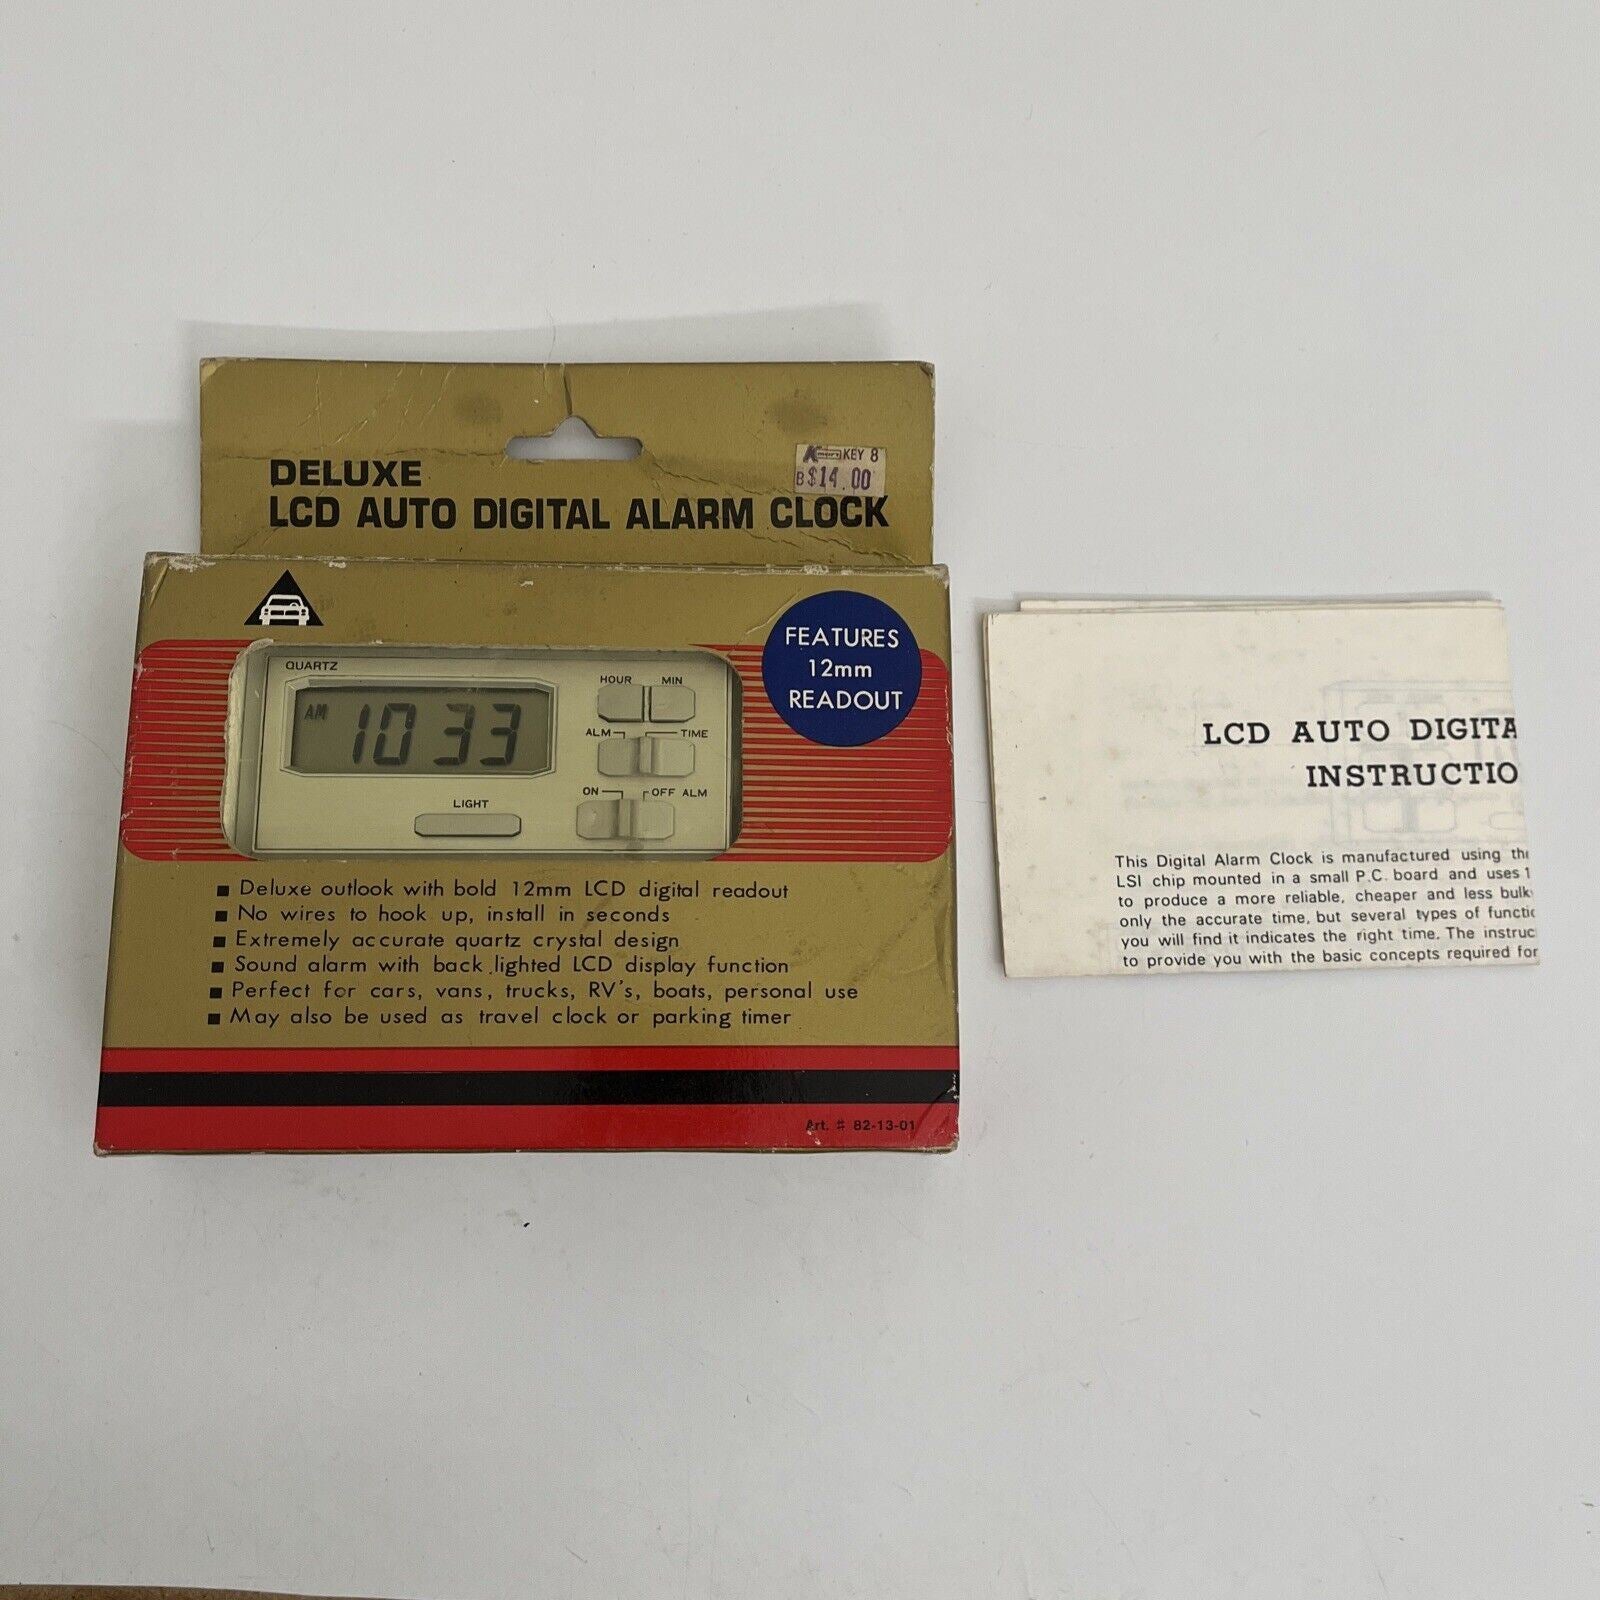 DELUXE
LCD AUTO DIGITAL ALARM CLOCK
Kmart KEY 8
B$14.00
FEATURES
12mm
READOUT
QUARTZ
AM 10 33
HOUR MIN
ALM TIME
ON OFF ALM
LIGHT
■ Deluxe outlook with bold 12mm LCD digital readout
■ No wires to hook up, install in seconds
■ Extremely accurate quartz crystal design
■ Sound alarm with back lighted LCD display function
■ Perfect for cars, vans, trucks, RV's, boats, personal use
■ May also be used as travel clock or parking timer
Art. # 82-13-01
LCD AUTO DIGITA
INSTRUCTIO
This Digital Alarm Clock is manufactured using
LSI chip mounted in a small P.C. board and uses 1
to produce a more reliable, cheaper and less bulk
only the accurate time, but several types of functi
you will find it indicates the right time. The instruc
to provide you with the basic concepts required for